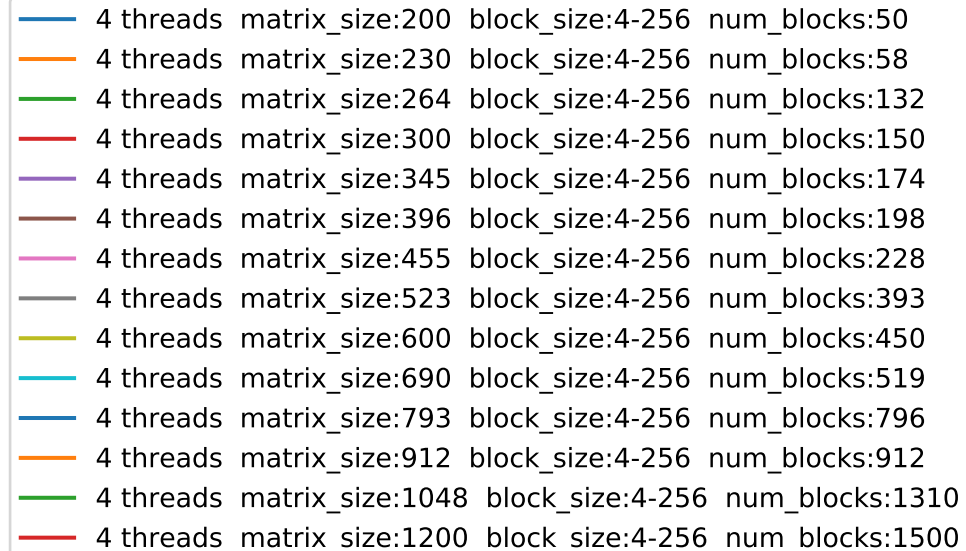 4 threads  matrix_size:200  block_size:4-256  num_blocks:50
4 threads  matrix_size:230  block_size:4-256  num_blocks:58
4 threads  matrix_size:264  block_size:4-256  num_blocks:132
4 threads  matrix_size:300  block_size:4-256  num_blocks:150
4 threads  matrix_size:345  block_size:4-256  num_blocks:174
4 threads  matrix_size:396  block_size:4-256  num_blocks:198
4 threads  matrix_size:455  block_size:4-256  num_blocks:228
4 threads  matrix_size:523  block_size:4-256  num_blocks:393
4 threads  matrix_size:600  block_size:4-256  num_blocks:450
4 threads  matrix_size:690  block_size:4-256  num_blocks:519
4 threads  matrix_size:793  block_size:4-256  num_blocks:796
4 threads  matrix_size:912  block_size:4-256  num_blocks:912
4 threads  matrix_size:1048  block_size:4-256  num_blocks:1310
4 threads  matrix_size:1200  block_size:4-256  num_blocks:1500